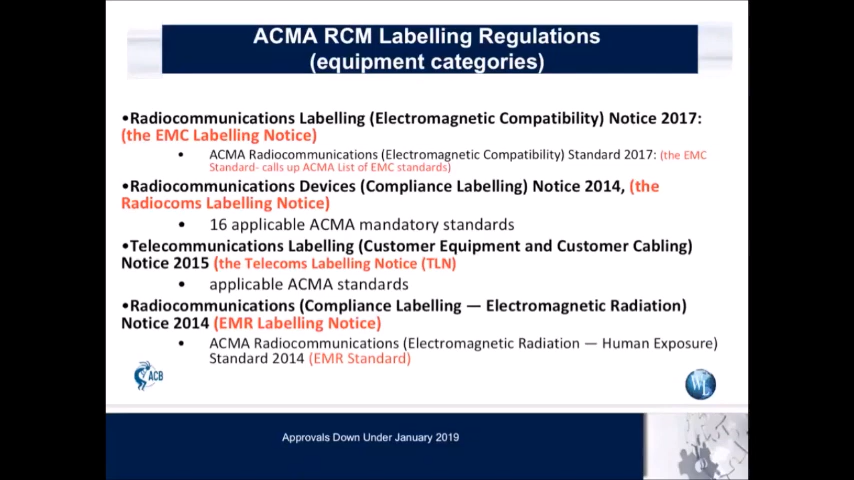 ACMA RCM Labelling Regulations
(equipment categories)
•Radiocommunications Labelling (Electromagnetic Compatibility) Notice 2017:
(the EMC Labelling Notice)
• ACMA Radiocommunications (Electromagnetic Compatibility) Standard 2017: (the EMC
Standard- calls up ACMA List of EMC standards)
•Radiocommunications Devices (Compliance Labelling) Notice 2014, (the
Radiocoms Labelling Notice)
• 16 applicable ACMA mandatory standards
•Telecommunications Labelling (Customer Equipment and Customer Cabling)
Notice 2015 (the Telecoms Labelling Notice (TLN)
• applicable ACMA standards
•Radiocommunications (Compliance Labelling — Electromagnetic Radiation)
Notice 2014 (EMR Labelling Notice)
• ACMA Radiocommunications (Electromagnetic Radiation — Human Exposure)
Standard 2014 (EMR Standard)
ACB
WL
Approvals Down Under January 2019